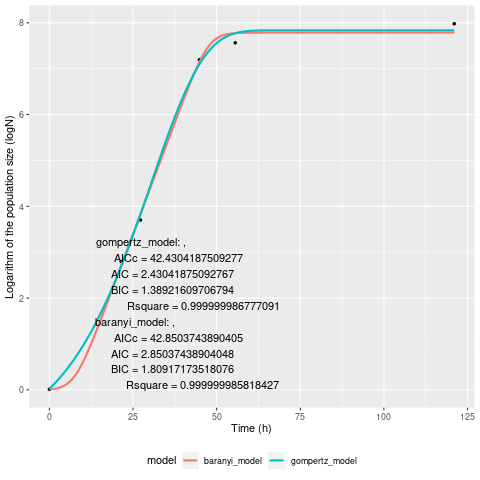 8
6
4
2
0
Logarithm of the population size (logN)
gompertz_model: ,
AICc = 42.4304187509277
AIC = 2.43041875092767
BIC = 1.38921609706794
Rsquare = 0.999999986777091
baranyi_model: ,
AICc = 42.8503743890405
AIC = 2.85037438904048
BIC = 1.80917173518076
Rsquare = 0.999999985818427
0 25 50 75 100 125
Time (h)
model baranyi_model gompertz_model